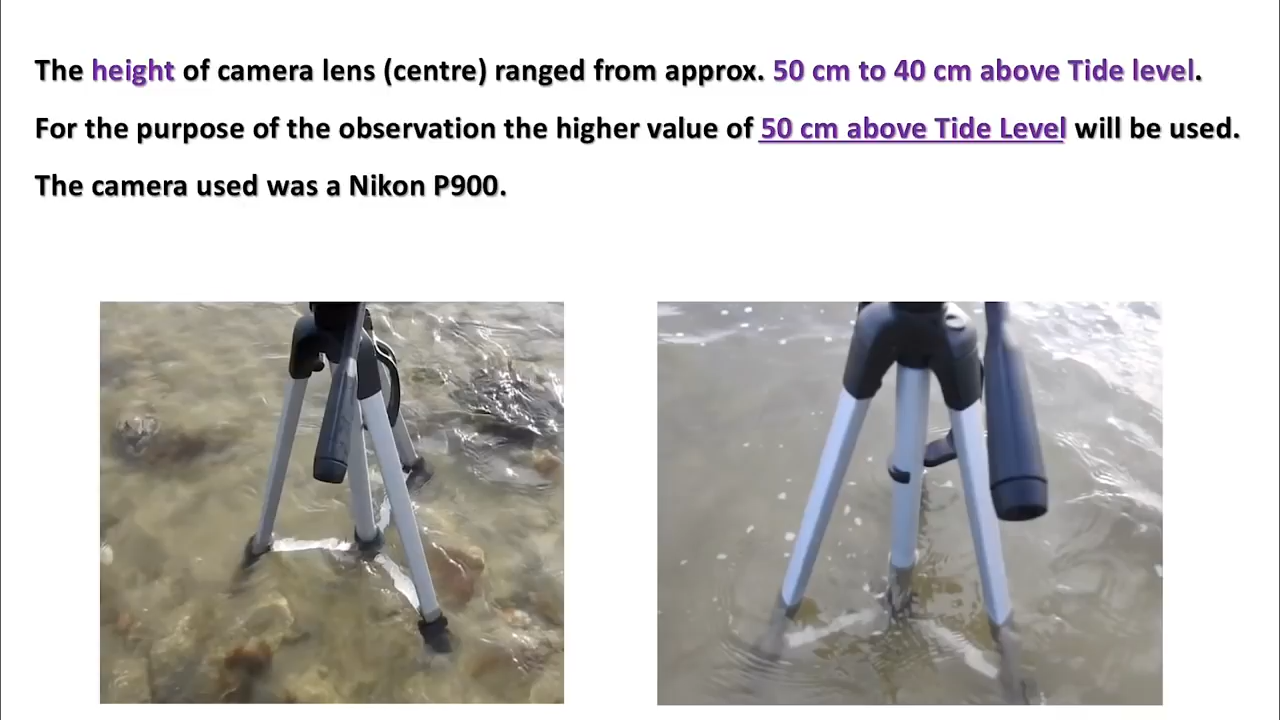 The height of camera lens (centre) ranged from approx. 50 cm to 40 cm above Tide level.
For the purpose of the observation the higher value of 50 cm above Tide Level will be used.
The camera used was a Nikon P900.